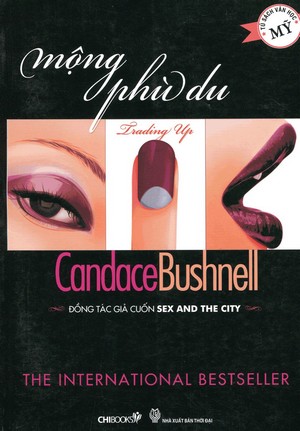 TỦ SÁCH VĂN HỌC
MỸ
mộng
phù du
Trading Up
CandaceBushnell
ĐỒNG TÁC GIẢ CUỐN SEX AND THE CITY
THE INTERNATIONAL BESTSELLER
CHIBOOKS
NHÀ XUẤT BẢN THỜI ĐẠI